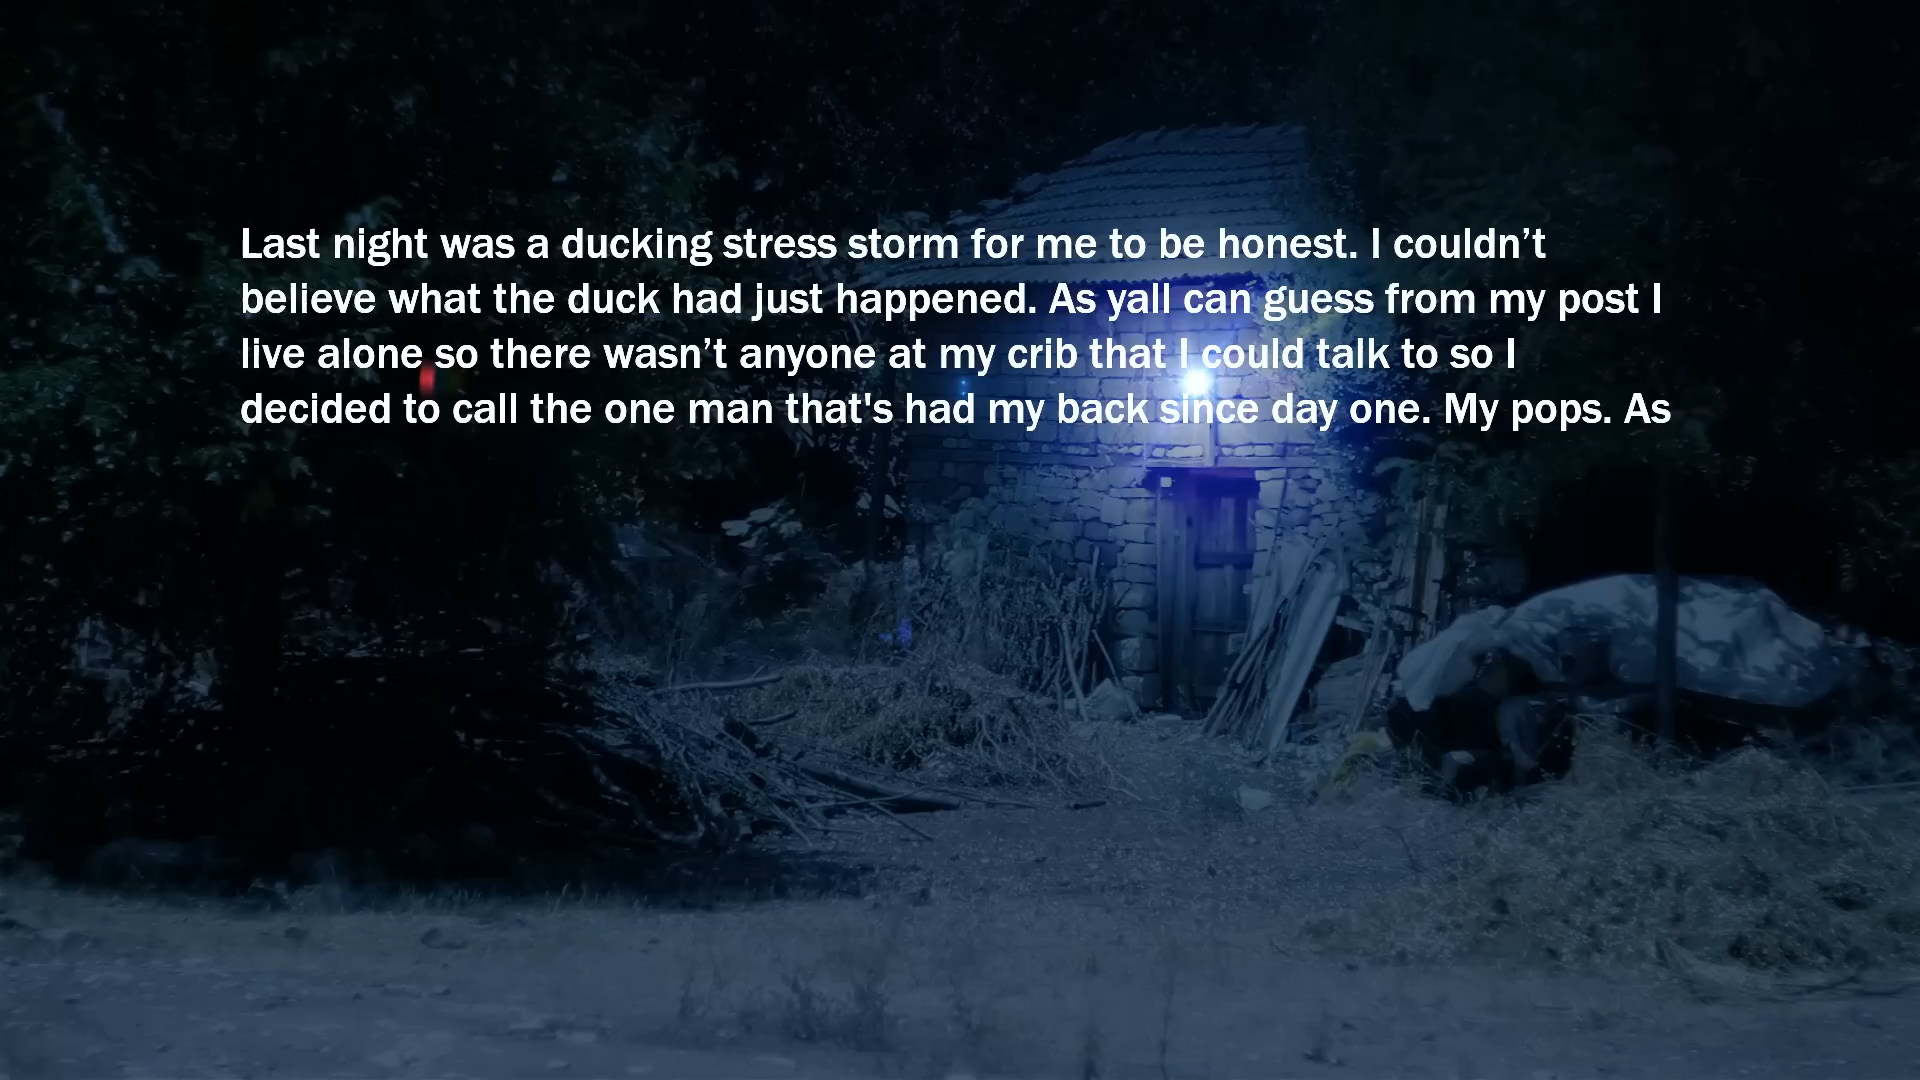 Last night was a ducking stress storm for me to be honest. I couldn’t
believe what the duck had just happened. As yall can guess from my post I
live alone so there wasn’t anyone at my crib that I could talk to so I
decided to call the one man that's had my back since day one. My pops. As